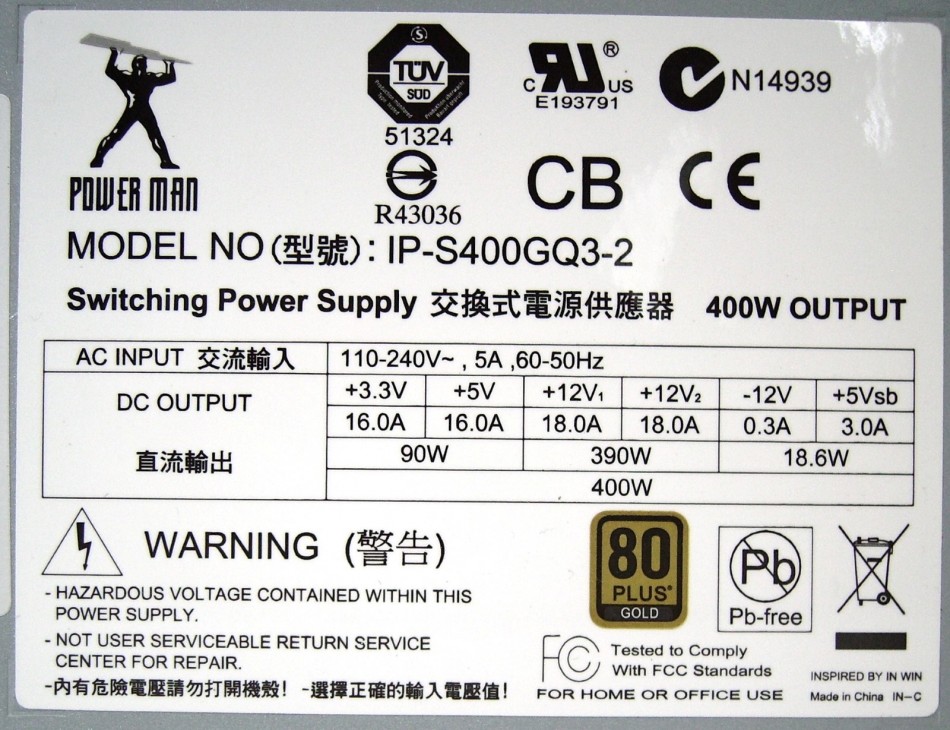 POWER MAN
S
TÜV
SÜD
51324
R43036
C UR US ®
E193791
N14939
CB CE
MODEL NO(型號): IP-S400GQ3-2
Switching Power Supply 交換式電源供應器 400W OUTPUT
AC INPUT 交流輸入 110-240V~ , 5A ,60-50Hz
DC OUTPUT +3.3V +5V +12V₁ +12V₂ -12V +5Vsb
16.0A 16.0A 18.0A 18.0A 0.3A 3.0A
直流輸出 90W 390W 18.6W
400W
WARNING (警告)
- HAZARDOUS VOLTAGE CONTAINED WITHIN THIS
POWER SUPPLY.
- NOT USER SERVICEABLE RETURN SERVICE
CENTER FOR REPAIR.
-內有危險電壓請勿打開機殼! -選擇正確的輸入電壓值!
80
PLUS®
GOLD
Pb
Pb-free
FC Tested to Comply
With FCC Standards
FOR HOME OR OFFICE USE
INSPIRED BY IN WIN
Made in China IN-C